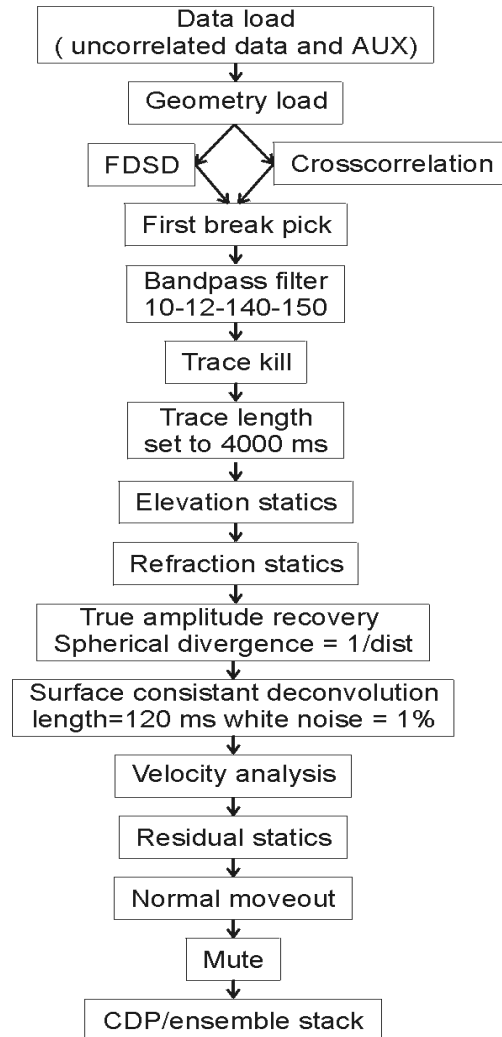 Data load
( uncorrelated data and AUX)
Geometry load
FDSD
Crosscorrelation
First break pick
Bandpass filter
10-12-140-150
Trace kill
Trace length
set to 4000 ms
Elevation statics
Refraction statics
True amplitude recovery
Spherical divergence = 1/dist
Surface consistant deconvolution
length=120 ms white noise = 1%
Velocity analysis
Residual statics
Normal moveout
Mute
CDP/ensemble stack